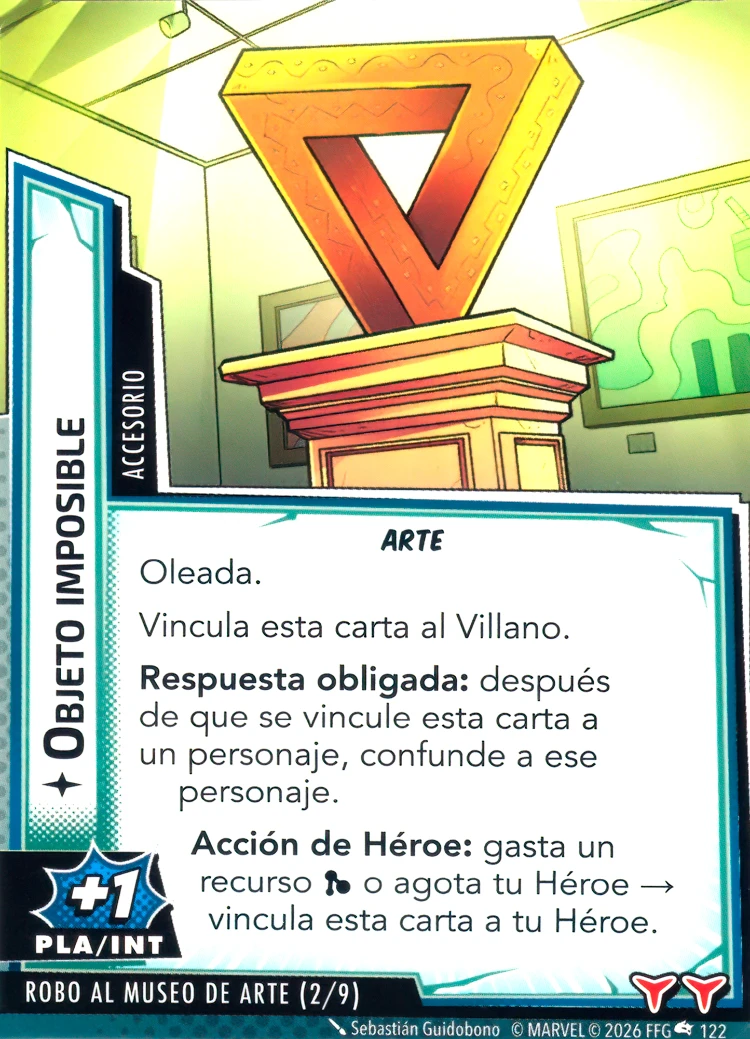 ACCESORIO
OBJETO IMPOSIBLE
ARTE
Oleada.
Vincula esta carta al Villano.
Respuesta obligada: después
de que se vincule esta carta a
un personaje, confunde a ese
personaje.
Acción de Héroe: gasta un
recurso o agota tu Héroe →
vincula esta carta a tu Héroe.
+1
PLA/INT
ROBO AL MUSEO DE ARTE (2/9)
Sebastián Guidobono © MARVEL © 2026 FFG 122